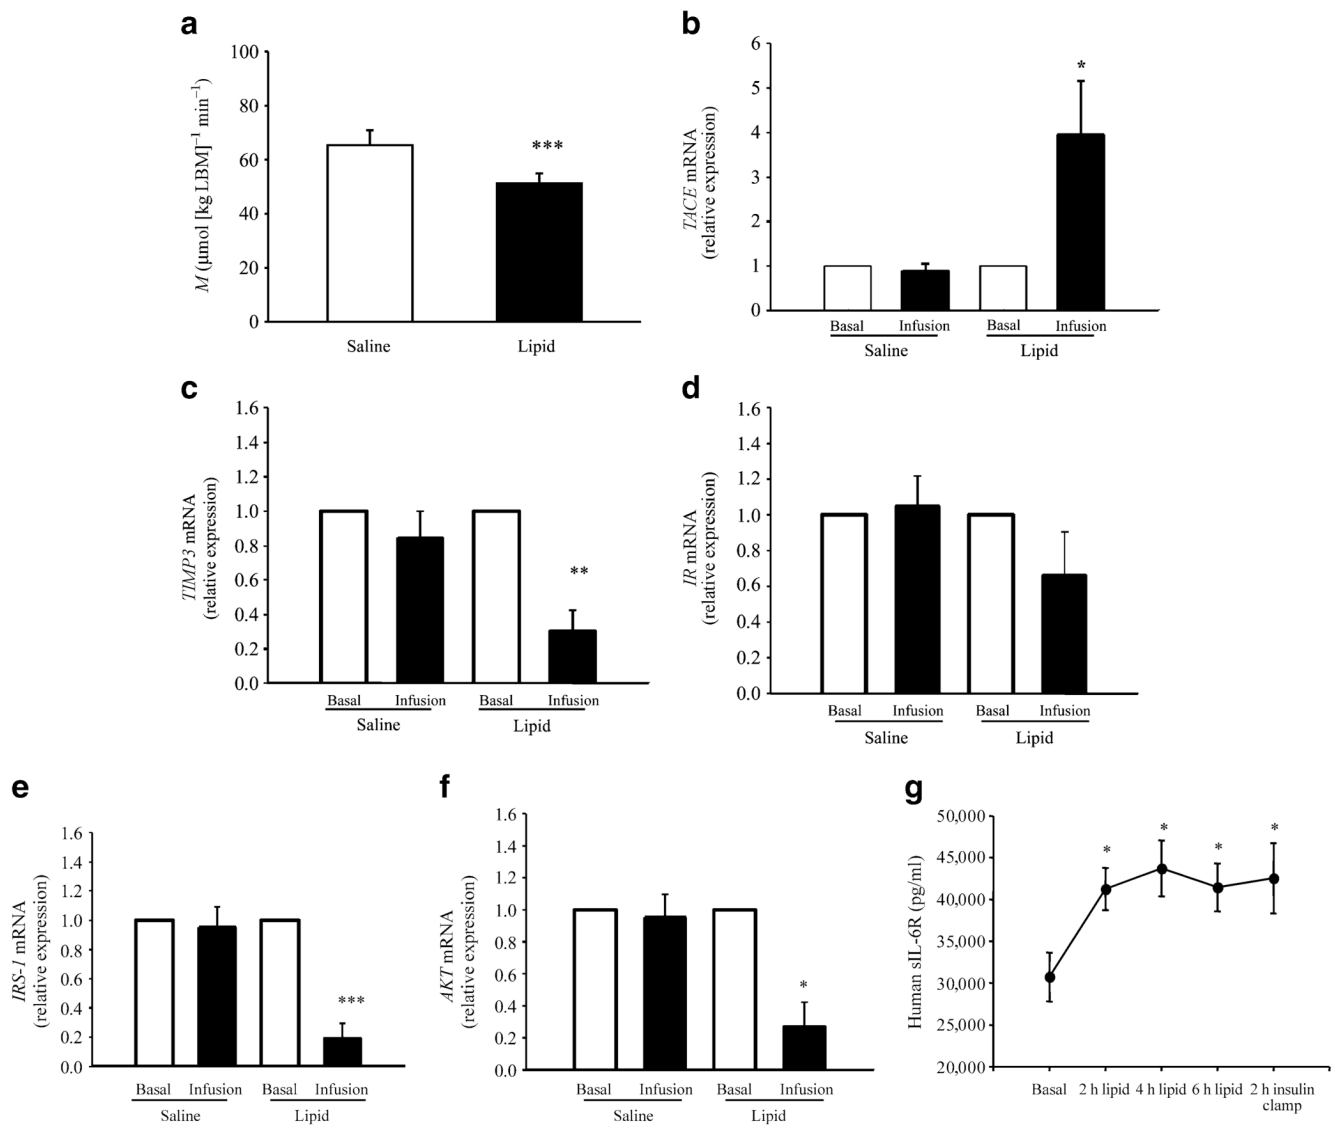 a
100
80
60
40
20
0
M (µmol [kg LBM]⁻¹ min⁻¹)
***
Saline
Lipid
b
6
5
4
3
2
1
0
TACE mRNA
(relative expression)
*
Basal Infusion Basal Infusion
Saline Lipid
c
1.6
1.4
1.2
1.0
0.8
0.6
0.4
0.2
0.0
TIMP3 mRNA
(relative expression)
**
Basal Infusion Basal Infusion
Saline Lipid
d
1.6
1.4
1.2
1.0
0.8
0.6
0.4
0.2
0.0
IR mRNA
(relative expression)
Basal Infusion Basal Infusion
Saline Lipid
e
1.6
1.4
1.2
1.0
0.8
0.6
0.4
0.2
0.0
IRS-1 mRNA
(relative expression)
***
Basal Infusion Basal Infusion
Saline Lipid
f
1.6
1.4
1.2
1.0
0.8
0.6
0.4
0.2
0.0
AKT mRNA
(relative expression)
*
Basal Infusion Basal Infusion
Saline Lipid
g
50,000
45,000
40,000
35,000
30,000
25,000
20,000
Human sIL-6R (pg/ml)
* * * *
Basal 2 h lipid 4 h lipid 6 h lipid 2 h insulin
clamp